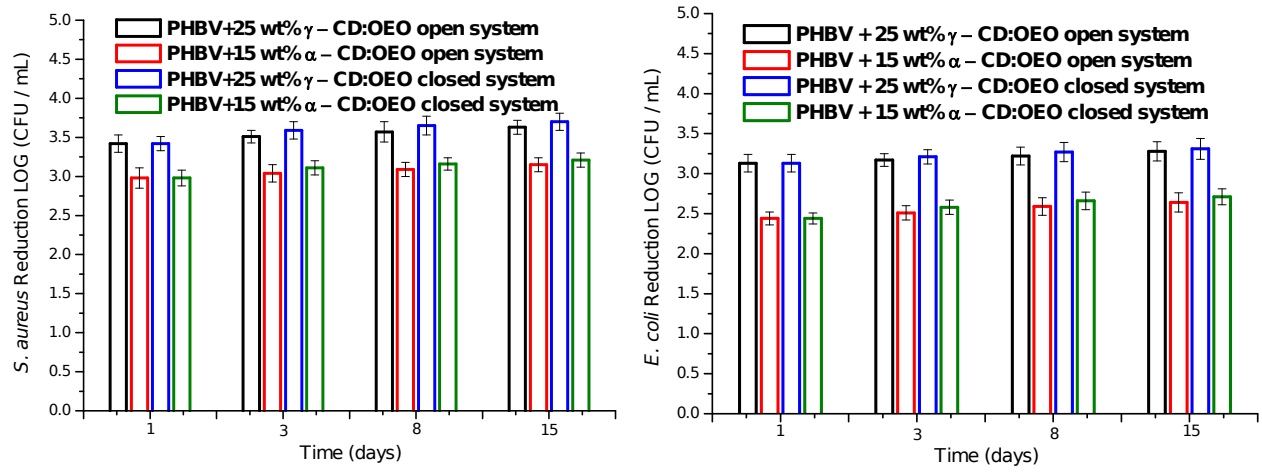 5.0
4.5
4.0
3.5
3.0
2.5
2.0
1.5
1.0
0.5
0.0
S. aureus Reduction LOG (CFU / mL)
PHBV+25 wt% γ – CD:OEO open system
PHBV+15 wt% α – CD:OEO open system
PHBV+25 wt% γ – CD:OEO closed system
PHBV+15 wt% α – CD:OEO closed system
1 3 8 15
Time (days)
5.0
4.5
4.0
3.5
3.0
2.5
2.0
1.5
1.0
0.5
0.0
E. coli Reduction LOG (CFU / mL)
PHBV + 25 wt% γ – CD:OEO open system
PHBV + 15 wt% α – CD:OEO open system
PHBV + 25 wt% γ – CD:OEO closed system
PHBV + 15 wt% α – CD:OEO closed system
1 3 8 15
Time (days)